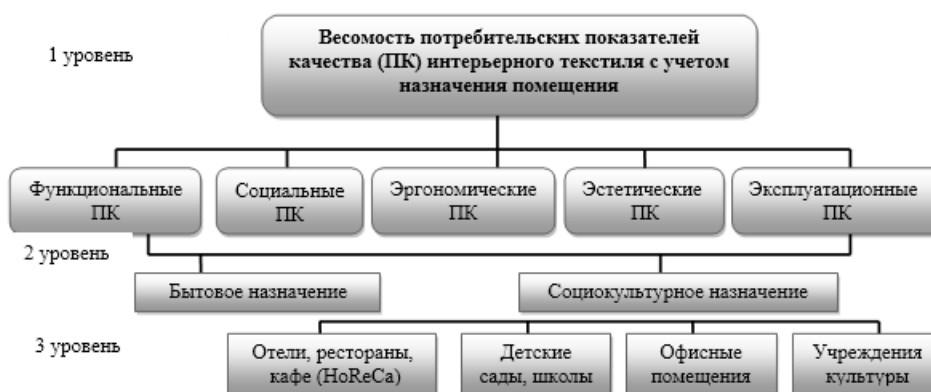 1 уровень
Весомость потребительских показателей
качества (ПК) интерьерного текстиля с учетом
назначения помещения
Функциональные
ПК
Социальные
ПК
Эргономические
ПК
Эстетические
ПК
Эксплуатационные
ПК
2 уровень
Бытовое назначение
Социокультурное назначение
3 уровень
Отели, рестораны,
кафе (HoReCa)
Детские
сады, школы
Офисные
помещения
Учреждения
культуры